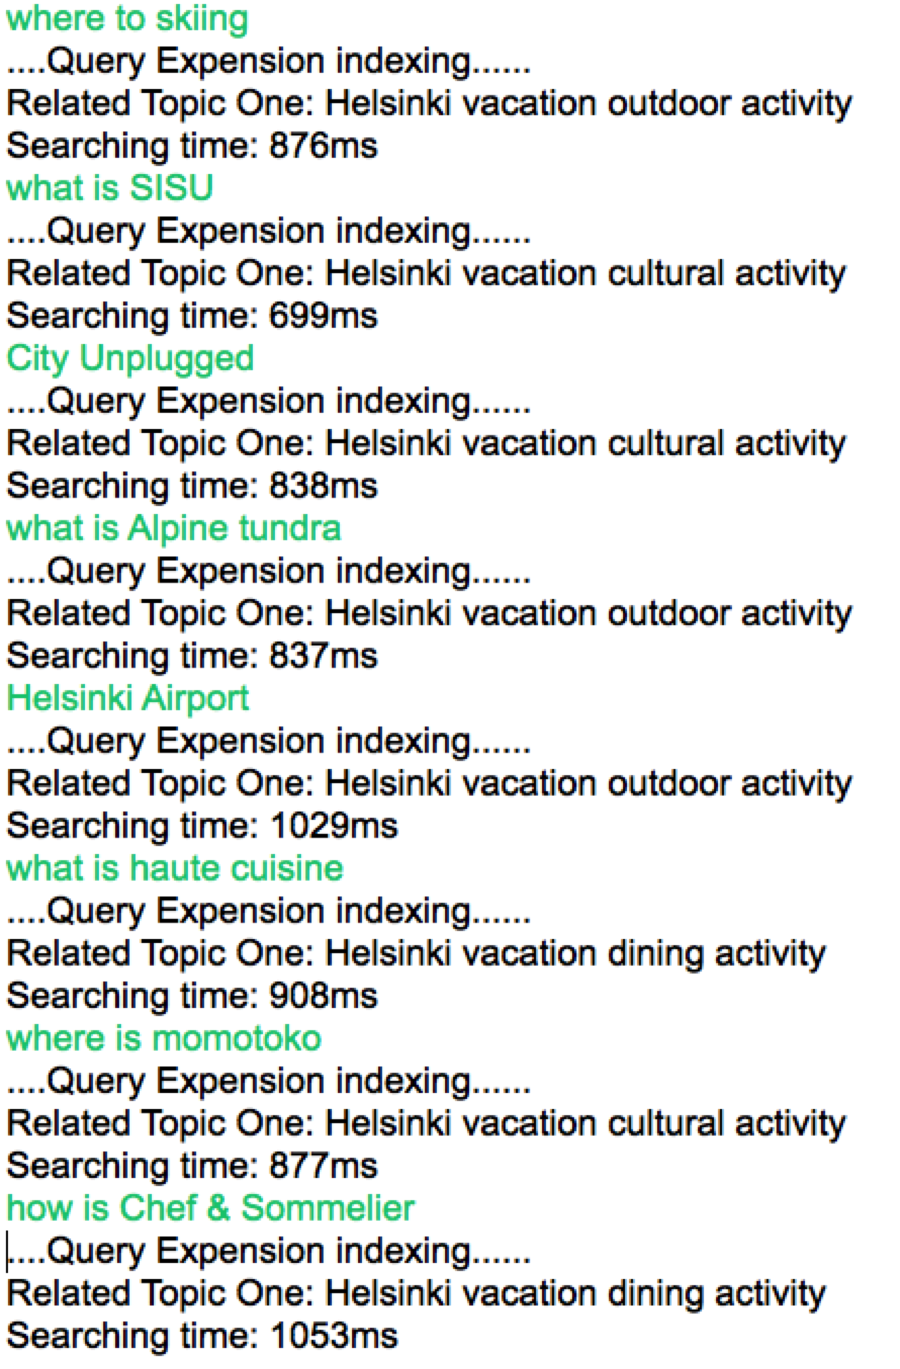 where to skiing
....Query Expension indexing......
Related Topic One: Helsinki vacation outdoor activity
Searching time: 876ms
what is SISU
....Query Expension indexing......
Related Topic One: Helsinki vacation cultural activity
Searching time: 699ms
City Unplugged
....Query Expension indexing......
Related Topic One: Helsinki vacation cultural activity
Searching time: 838ms
what is Alpine tundra
....Query Expension indexing......
Related Topic One: Helsinki vacation outdoor activity
Searching time: 837ms
Helsinki Airport
....Query Expension indexing......
Related Topic One: Helsinki vacation outdoor activity
Searching time: 1029ms
what is haute cuisine
....Query Expension indexing......
Related Topic One: Helsinki vacation dining activity
Searching time: 908ms
where is momotoko
....Query Expension indexing......
Related Topic One: Helsinki vacation cultural activity
Searching time: 877ms
how is Chef & Sommelier
....Query Expension indexing......
Related Topic One: Helsinki vacation dining activity
Searching time: 1053ms